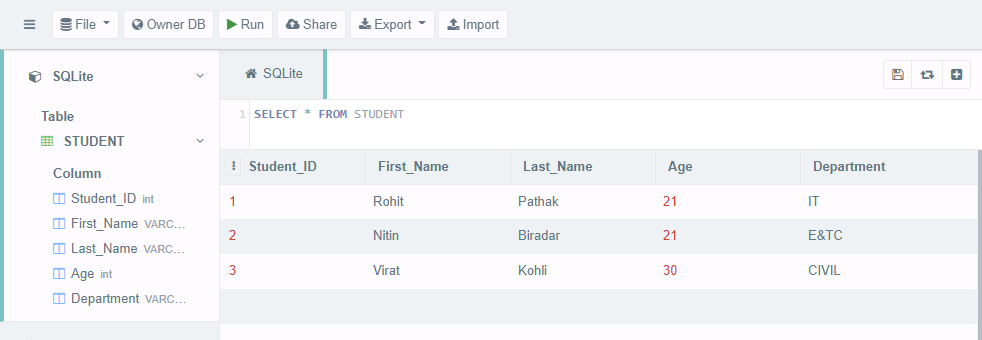 File Owner DB Run Share Export Import
SQLite
Table
STUDENT
Column
Student_ID int
First_Name VARC...
Last_Name VARC...
Age int
Department VARC...
SQLite
1 SELECT * FROM STUDENT
Student_ID First_Name Last_Name Age Department
1 Rohit Pathak 21 IT
2 Nitin Biradar 21 E&TC
3 Virat Kohli 30 CIVIL